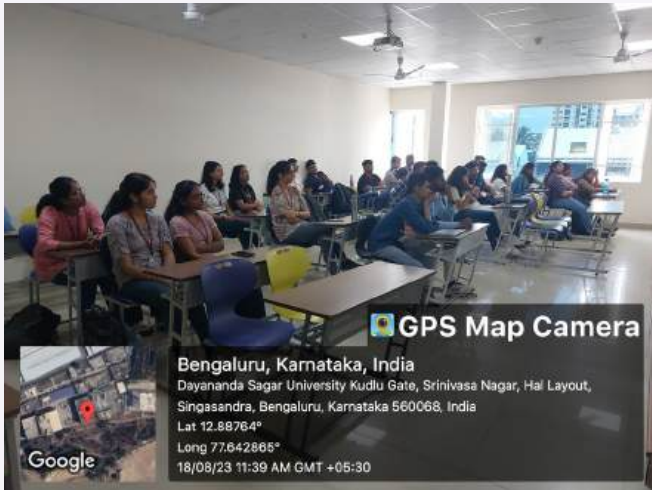 GPS Map Camera
Bengaluru, Karnataka, India
Dayananda Sagar University Kudlu Gate, Srinivasa Nagar, Hal Layout,
Singasandra, Bengaluru, Karnataka 560068, India
Lat 12.88764°
Long 77.642865°
18/08/23 11:39 AM GMT +05:30
Google